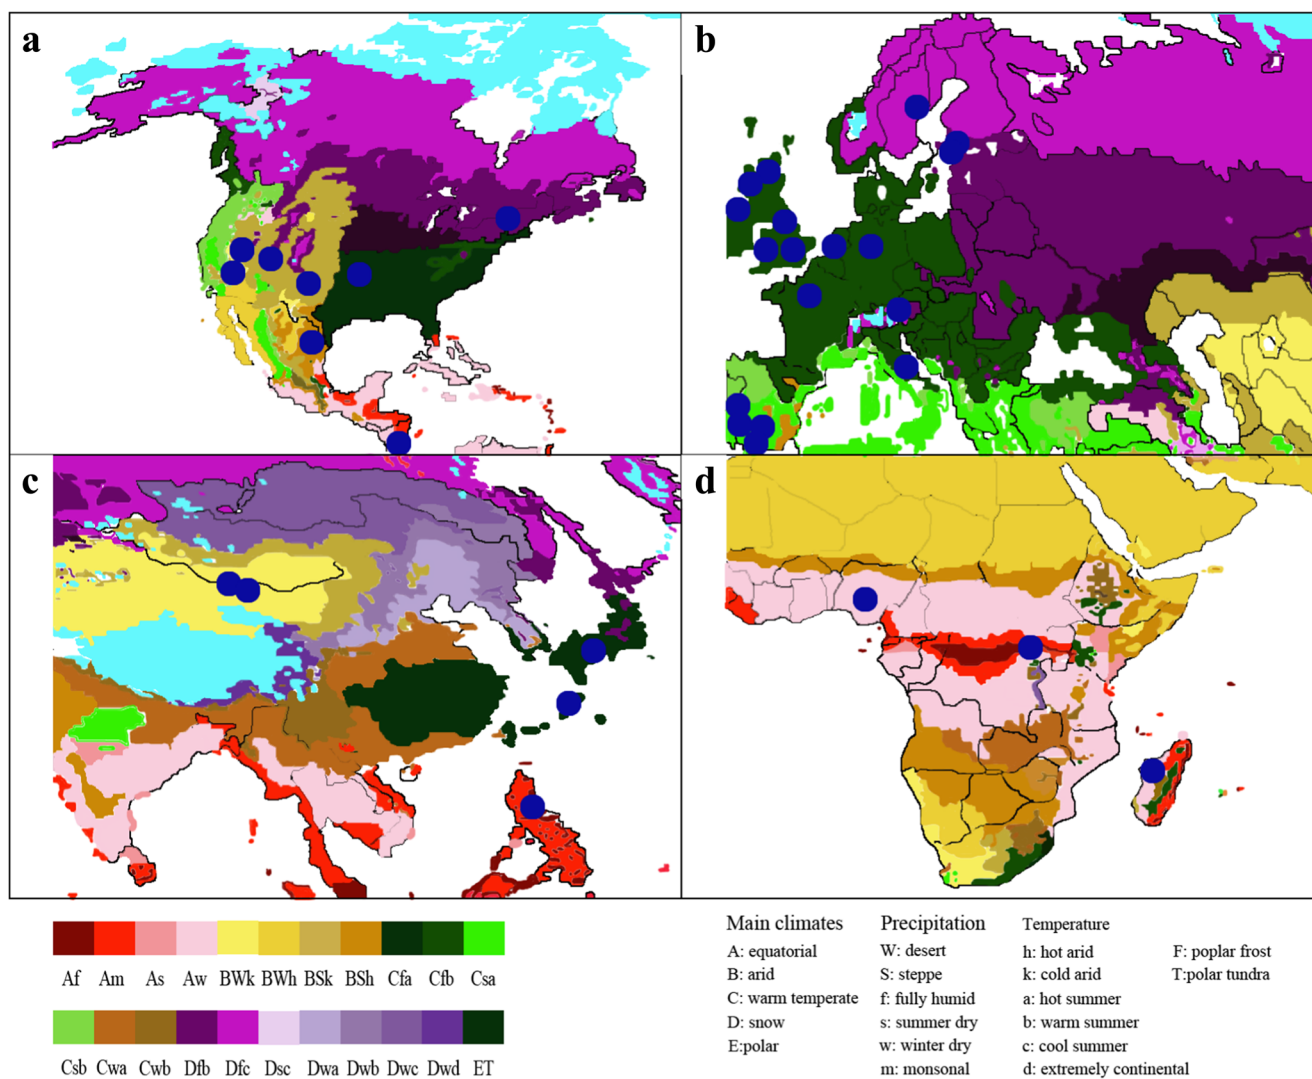 a
b
c
d
Af Am As Aw BWk BWh BSk BSh Cfa Cfb Csa
Csb Cwa Cwb Dfb Dfc Dsc Dwa Dwb Dwc Dwd ET
Main climates
A: equatorial
B: arid
C: warm temperate
D: snow
E:polar
Precipitation
W: desert
S: steppe
f: fully humid
s: summer dry
w: winter dry
m: monsonal
Temperature
h: hot arid
k: cold arid
a: hot summer
b: warm summer
c: cool summer
d: extremely continental
F: poplar frost
T:polar tundra